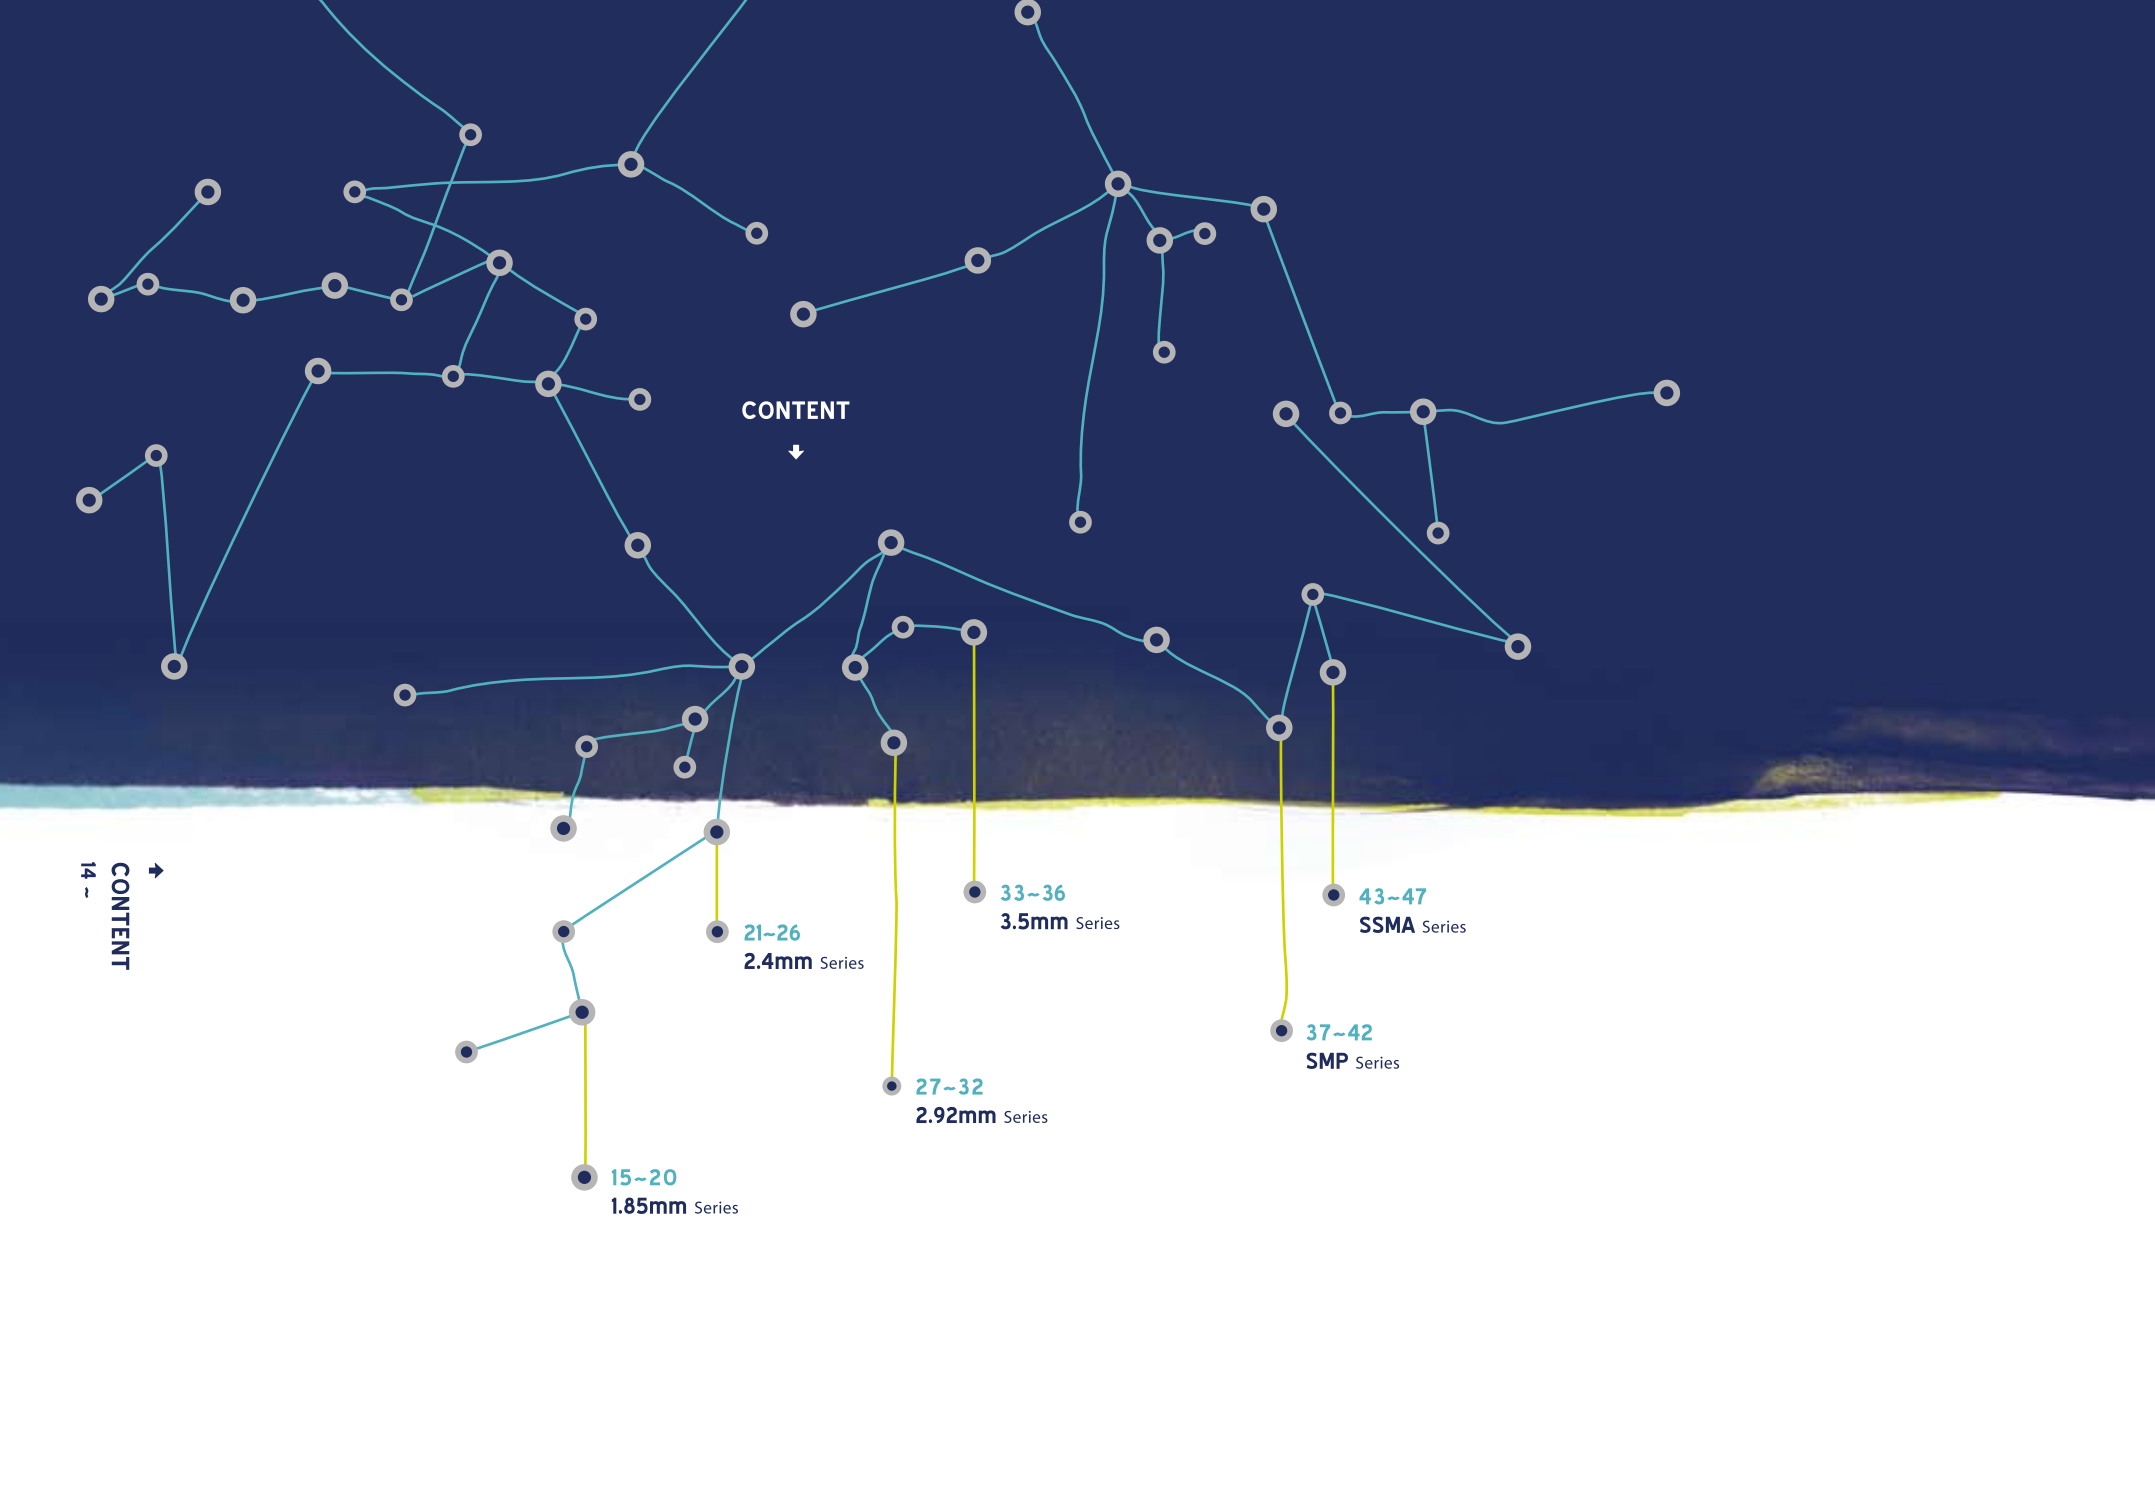 CONTENT
CONTENT
14 ~
33~36
3.5mm Series
43~47
SSMA Series
21~26
2.4mm Series
37~42
SMP Series
27~32
2.92mm Series
15~20
1.85mm Series